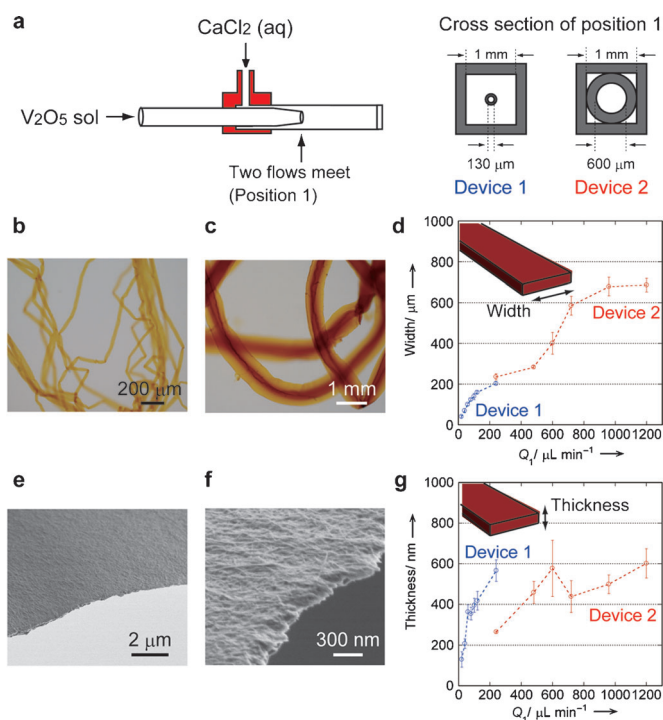 a
CaCl2 (aq)
V2O5 sol
Two flows meet
(Position 1)
Cross section of position 1
1 mm
1 mm
130 µm
600 µm
Device 1
Device 2
b
200 µm
c
1 mm
d
1000
800
600
400
200
0
0 200 400 600 800 1000 1200
Width/ µm
Q1/ µL min−1
Width
Device 1
Device 2
e
2 µm
f
300 nm
g
1000
800
600
400
200
0
0 200 400 600 800 1000 1200
Thickness/ nm
Q1/ µL min−1
Thickness
Device 1
Device 2